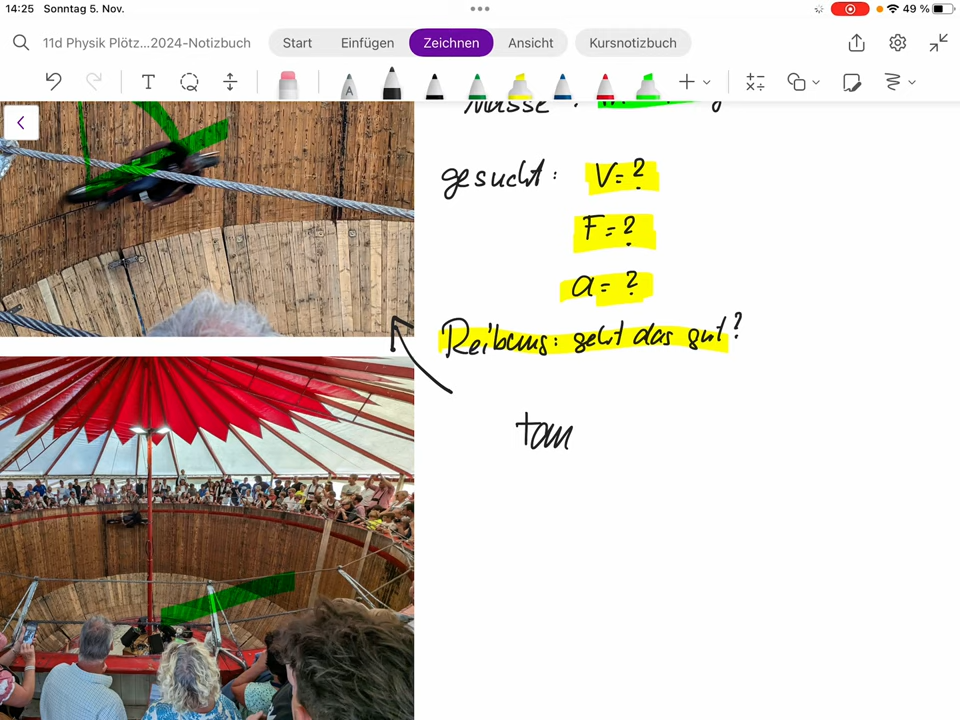 14:25 Sonntag 5. Nov.
49 %
11d Physik Plötz...2024-Notizbuch
Start Einfügen Zeichnen Ansicht Kursnotizbuch
T
A
Masse :
gesucht: V = ?
F = ?
a = ?
Reibung: geht das gut?
tan